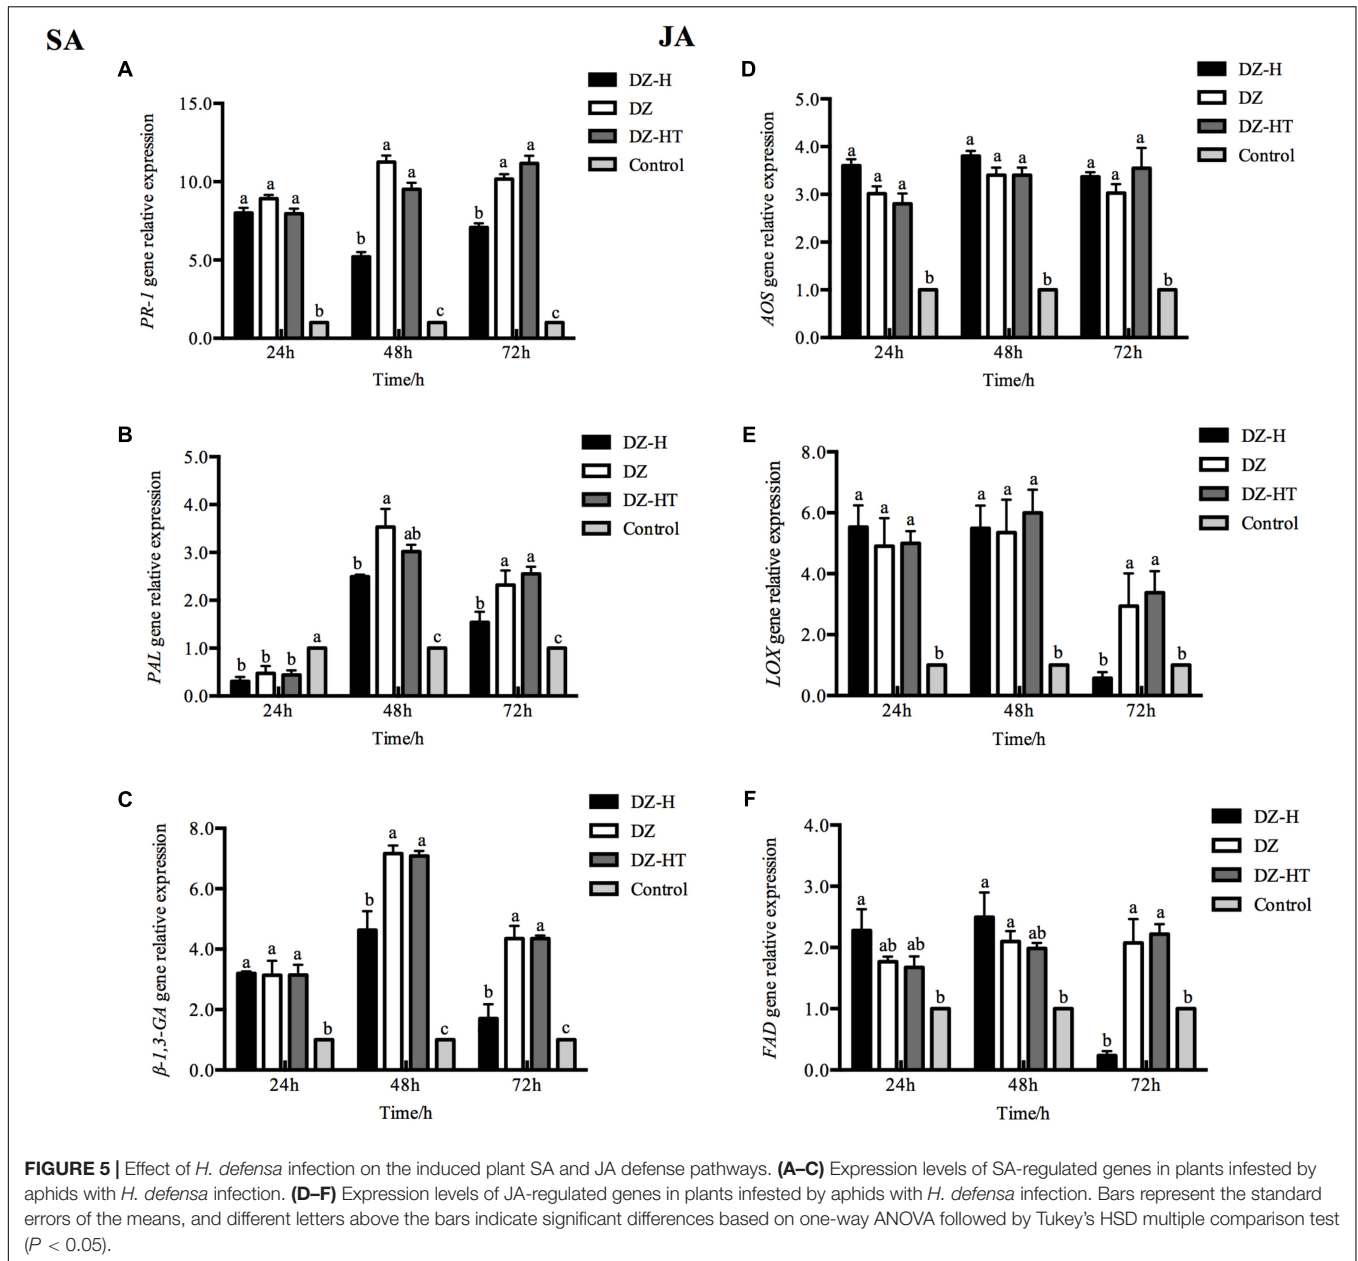 SA
JA
A
DZ-H
DZ
DZ-HT
Control
PR-1 gene relative expression
15.0
10.0
5.0
0.0
a a a b
b a a c
b a a c
24h 48h 72h
Time/h
B
DZ-H
DZ
DZ-HT
Control
PAL gene relative expression
5.0
4.0
3.0
2.0
1.0
0.0
b b b a
b a ab c
b a a c
24h 48h 72h
Time/h
C
DZ-H
DZ
DZ-HT
Control
β-1,3-GA gene relative expression
8.0
6.0
4.0
2.0
0.0
a a a b
b a a c
b a a c
24h 48h 72h
Time/h
D
DZ-H
DZ
DZ-HT
Control
AOS gene relative expression
5.0
4.0
3.0
2.0
1.0
0.0
a a a b
a a a b
a a a b
24h 48h 72h
Time/h
E
DZ-H
DZ
DZ-HT
Control
LOX gene relative expression
8.0
6.0
4.0
2.0
0.0
a a a b
a a a b
b a a b
24h 48h 72h
Time/h
F
DZ-H
DZ
DZ-HT
Control
FAD gene relative expression
4.0
3.0
2.0
1.0
0.0
a ab ab b
a a ab b
b a a b
24h 48h 72h
Time/h
FIGURE 5 | Effect of H. defensa infection on the induced plant SA and JA defense pathways. (A–C) Expression levels of SA-regulated genes in plants infested by
aphids with H. defensa infection. (D–F) Expression levels of JA-regulated genes in plants infested by aphids with H. defensa infection. Bars represent the standard
errors of the means, and different letters above the bars indicate significant differences based on one-way ANOVA followed by Tukey's HSD multiple comparison test
(P < 0.05).